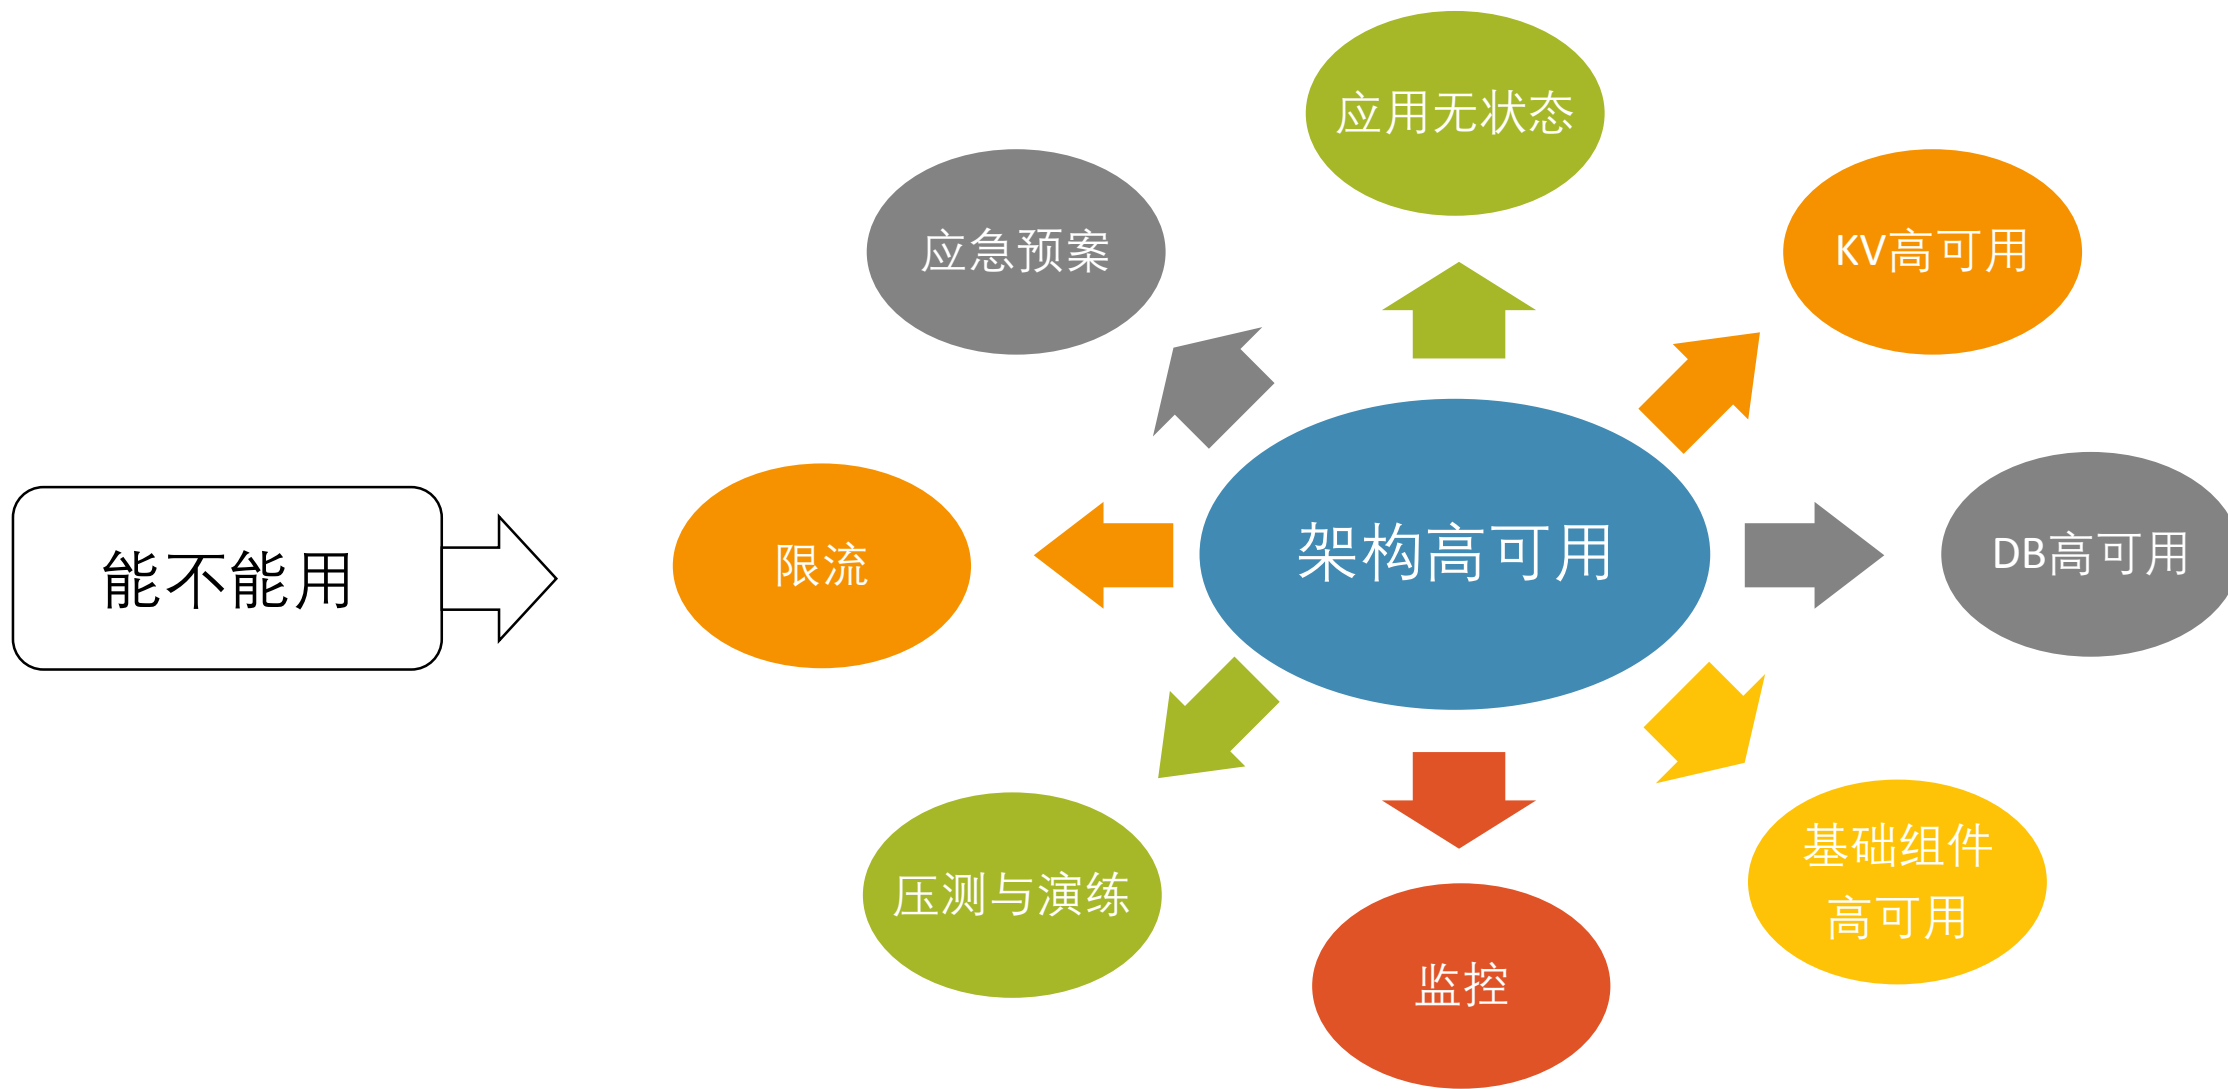 应用无状态
应急预案
KV高可用
能不能用
限流
架构高可用
DB高可用
压测与演练
基础组件
高可用
监控